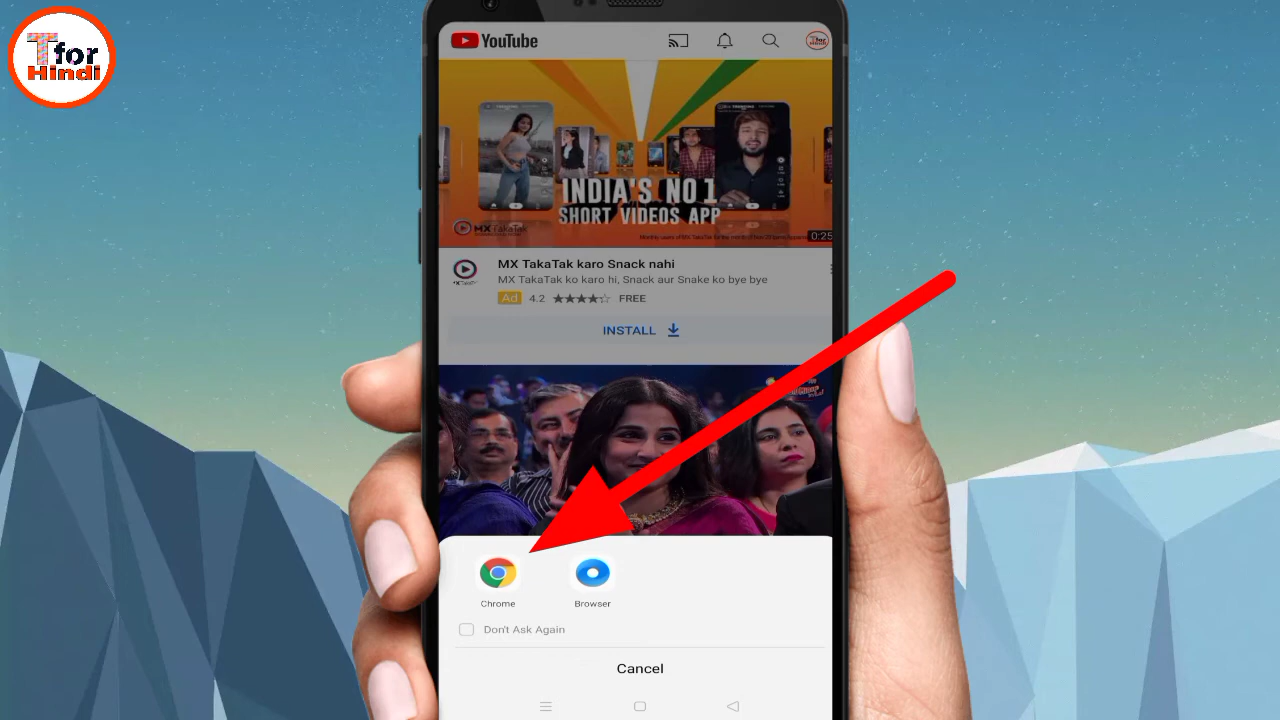 T for
Hindi
YouTube
T for
Hindi
INDIA'S NO 1
SHORT VIDEOS APP
MX TakaTak
0:25
MX TakaTak karo Snack nahi
MX TakaTak ko karo hi, Snack aur Snake ko bye bye
Ad 4.2 FREE
INSTALL
Chrome
Browser
Don't Ask Again
Cancel